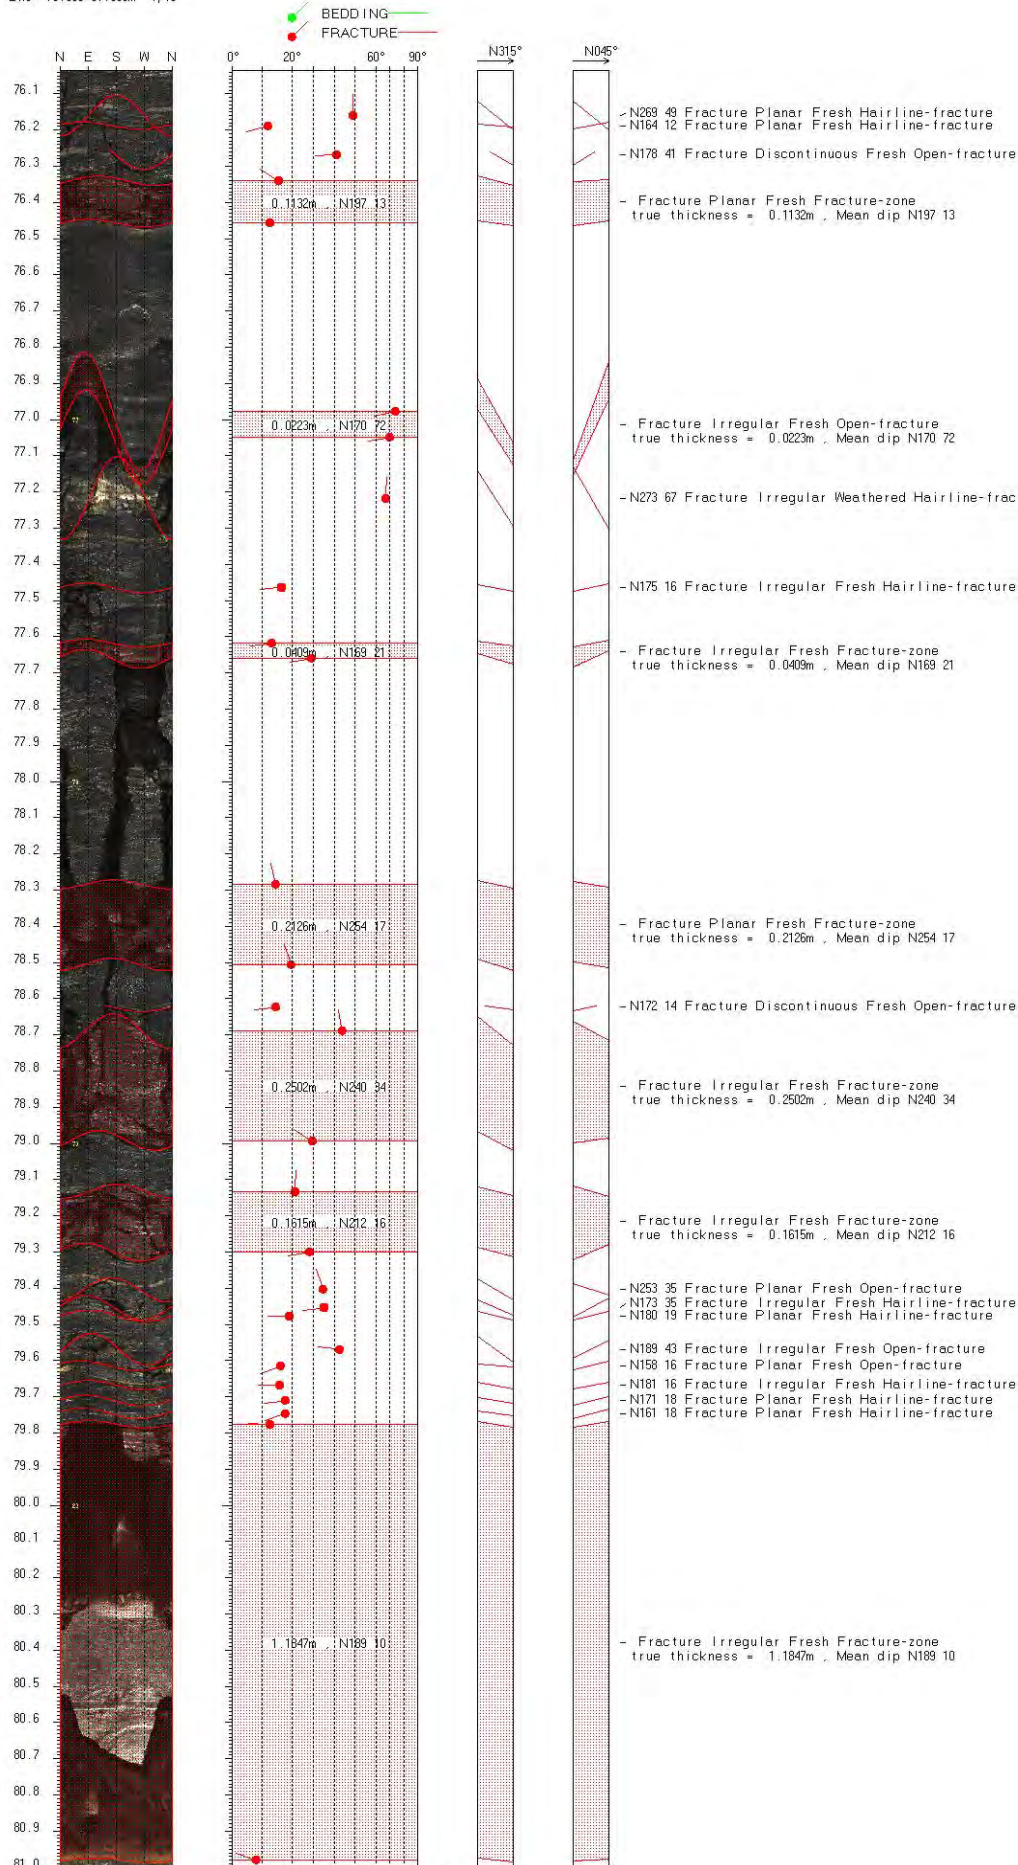 BEDDING
FRACTURE
N E S W N
0° 20° 60° 90°
N315°
N045°
76.1
N269 49 Fracture Planar Fresh Hairline-fracture
76.2
N164 12 Fracture Planar Fresh Hairline-fracture
N178 41 Fracture Discontinuous Fresh Open-fracture
76.3
76.4
0.1132m , N197 13
- Fracture Planar Fresh Fracture-zone
true thickness = 0.1132m , Mean dip N197 13
76.5
76.6
76.7
76.8
76.9
77.0
77
0.0223m , N170 72
- Fracture Irregular Fresh Open-fracture
true thickness = 0.0223m , Mean dip N170 72
77.1
77.2
N273 67 Fracture Irregular Weathered Hairline-frac
77.3
77.4
N175 16 Fracture Irregular Fresh Hairline-fracture
77.5
77.6
0.0409m , N169 21
- Fracture Irregular Fresh Fracture-zone
true thickness = 0.0409m , Mean dip N169 21
77.7
77.8
77.9
78.0
78.1
78.2
78.3
78.4
0.2126m , N254 17
- Fracture Planar Fresh Fracture-zone
true thickness = 0.2126m , Mean dip N254 17
78.5
78.6
N172 14 Fracture Discontinuous Fresh Open-fracture
78.7
78.8
0.2502m , N240 34
- Fracture Irregular Fresh Fracture-zone
true thickness = 0.2502m , Mean dip N240 34
78.9
79.0
79.1
79.2
0.1615m , N212 16
- Fracture Irregular Fresh Fracture-zone
true thickness = 0.1615m , Mean dip N212 16
79.3
79.4
N253 35 Fracture Planar Fresh Open-fracture
N173 35 Fracture Irregular Fresh Hairline-fracture
N180 19 Fracture Planar Fresh Hairline-fracture
79.5
N189 43 Fracture Irregular Fresh Open-fracture
79.6
N158 16 Fracture Planar Fresh Open-fracture
N181 16 Fracture Irregular Fresh Hairline-fracture
79.7
N171 18 Fracture Planar Fresh Hairline-fracture
N161 18 Fracture Planar Fresh Hairline-fracture
79.8
79.9
80.0
80.1
80.2
80.3
80.4
1.1847m , N189 10
- Fracture Irregular Fresh Fracture-zone
true thickness = 1.1847m , Mean dip N189 10
80.5
80.6
80.7
80.8
80.9
81.0